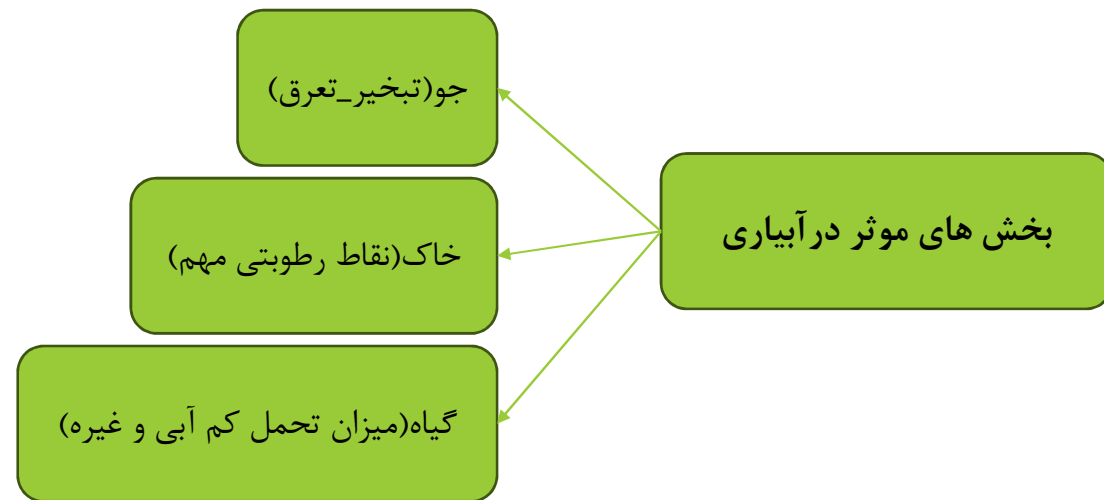 بخش های موثر درآبیاری
جو(تبخیر_تعرق)
خاک(نقاط رطوبتی مهم)
گیاه(میزان تحمل کم آبی و غیره)